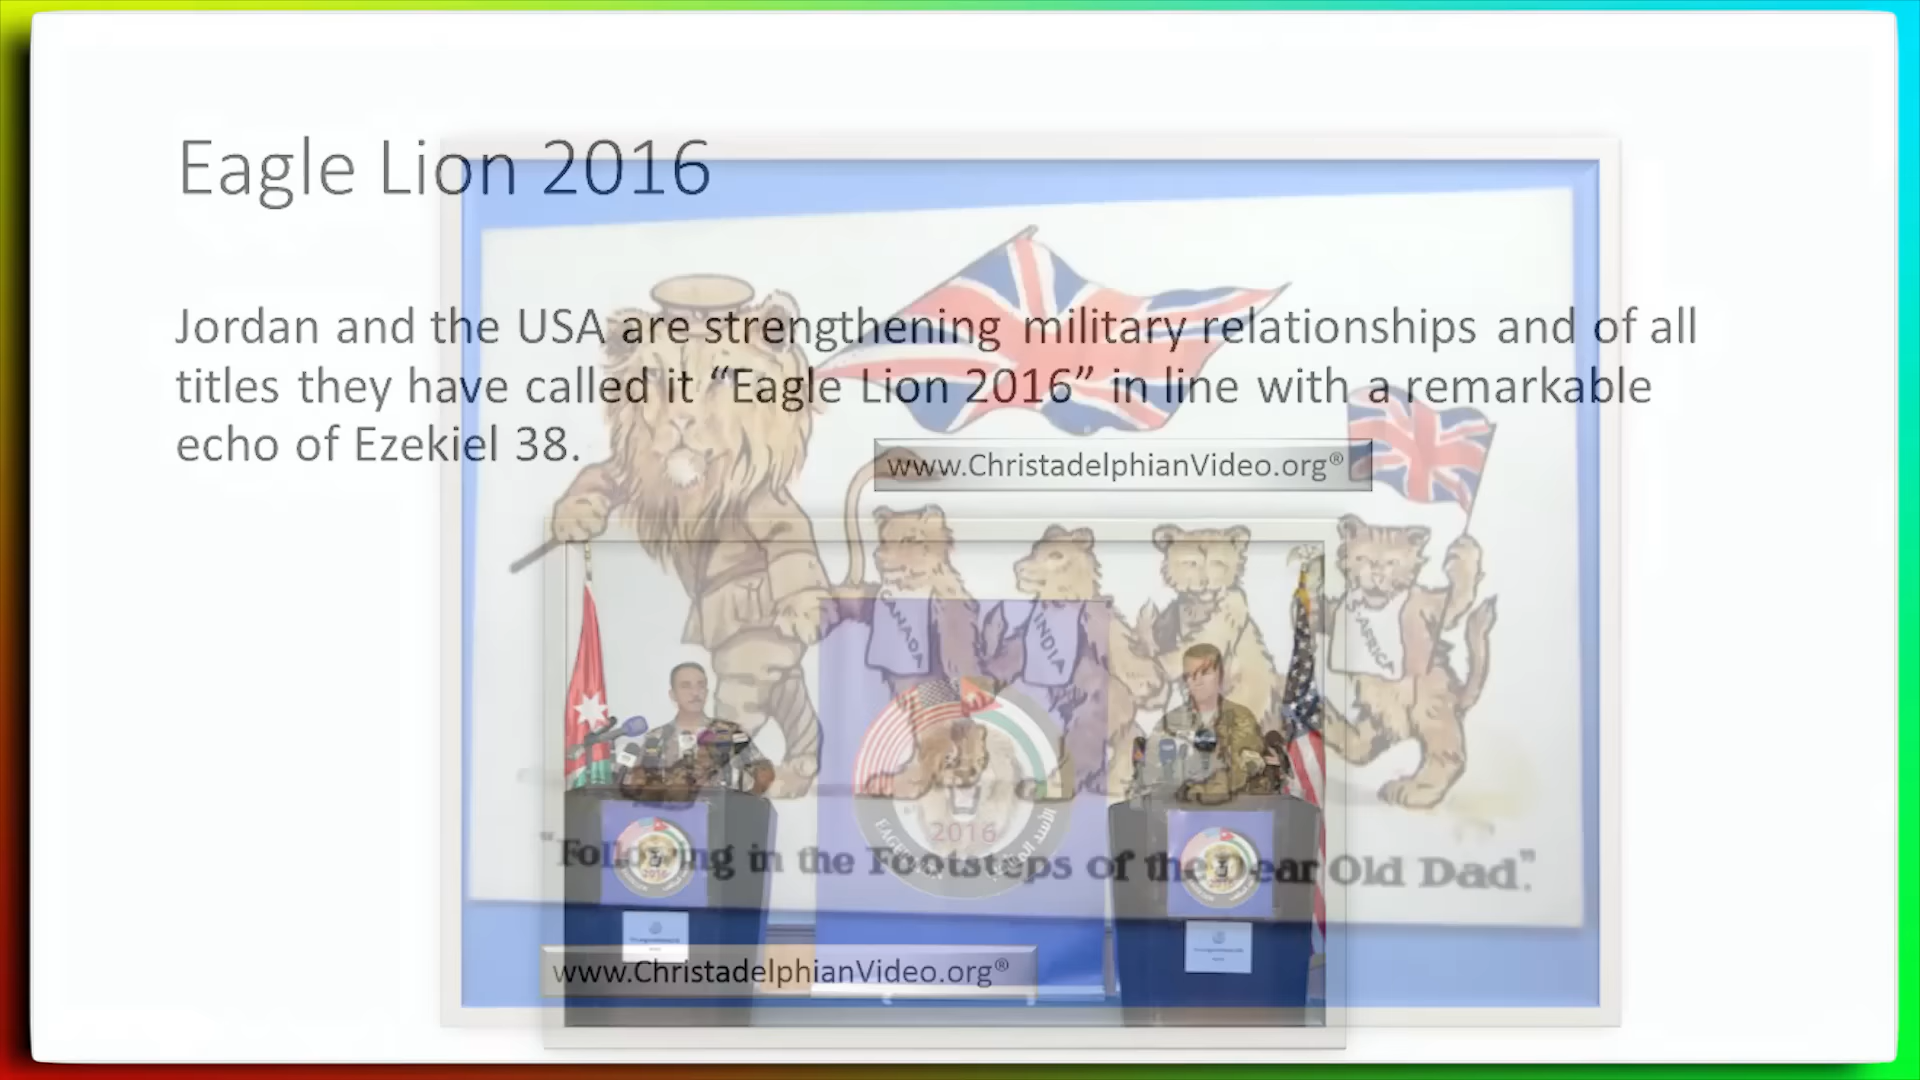 Eagle Lion 2016
Jordan and the USA are strengthening military relationships and of all
titles they have called it “Eagle Lion 2016” in line with a remarkable
echo of Ezekiel 38.
www.ChristadelphianVideo.org®
CANADA
INDIA
AFRICA
2016
"Following in the Footsteps of the Dear Old Dad".
2016
2016
www.ChristadelphianVideo.org®